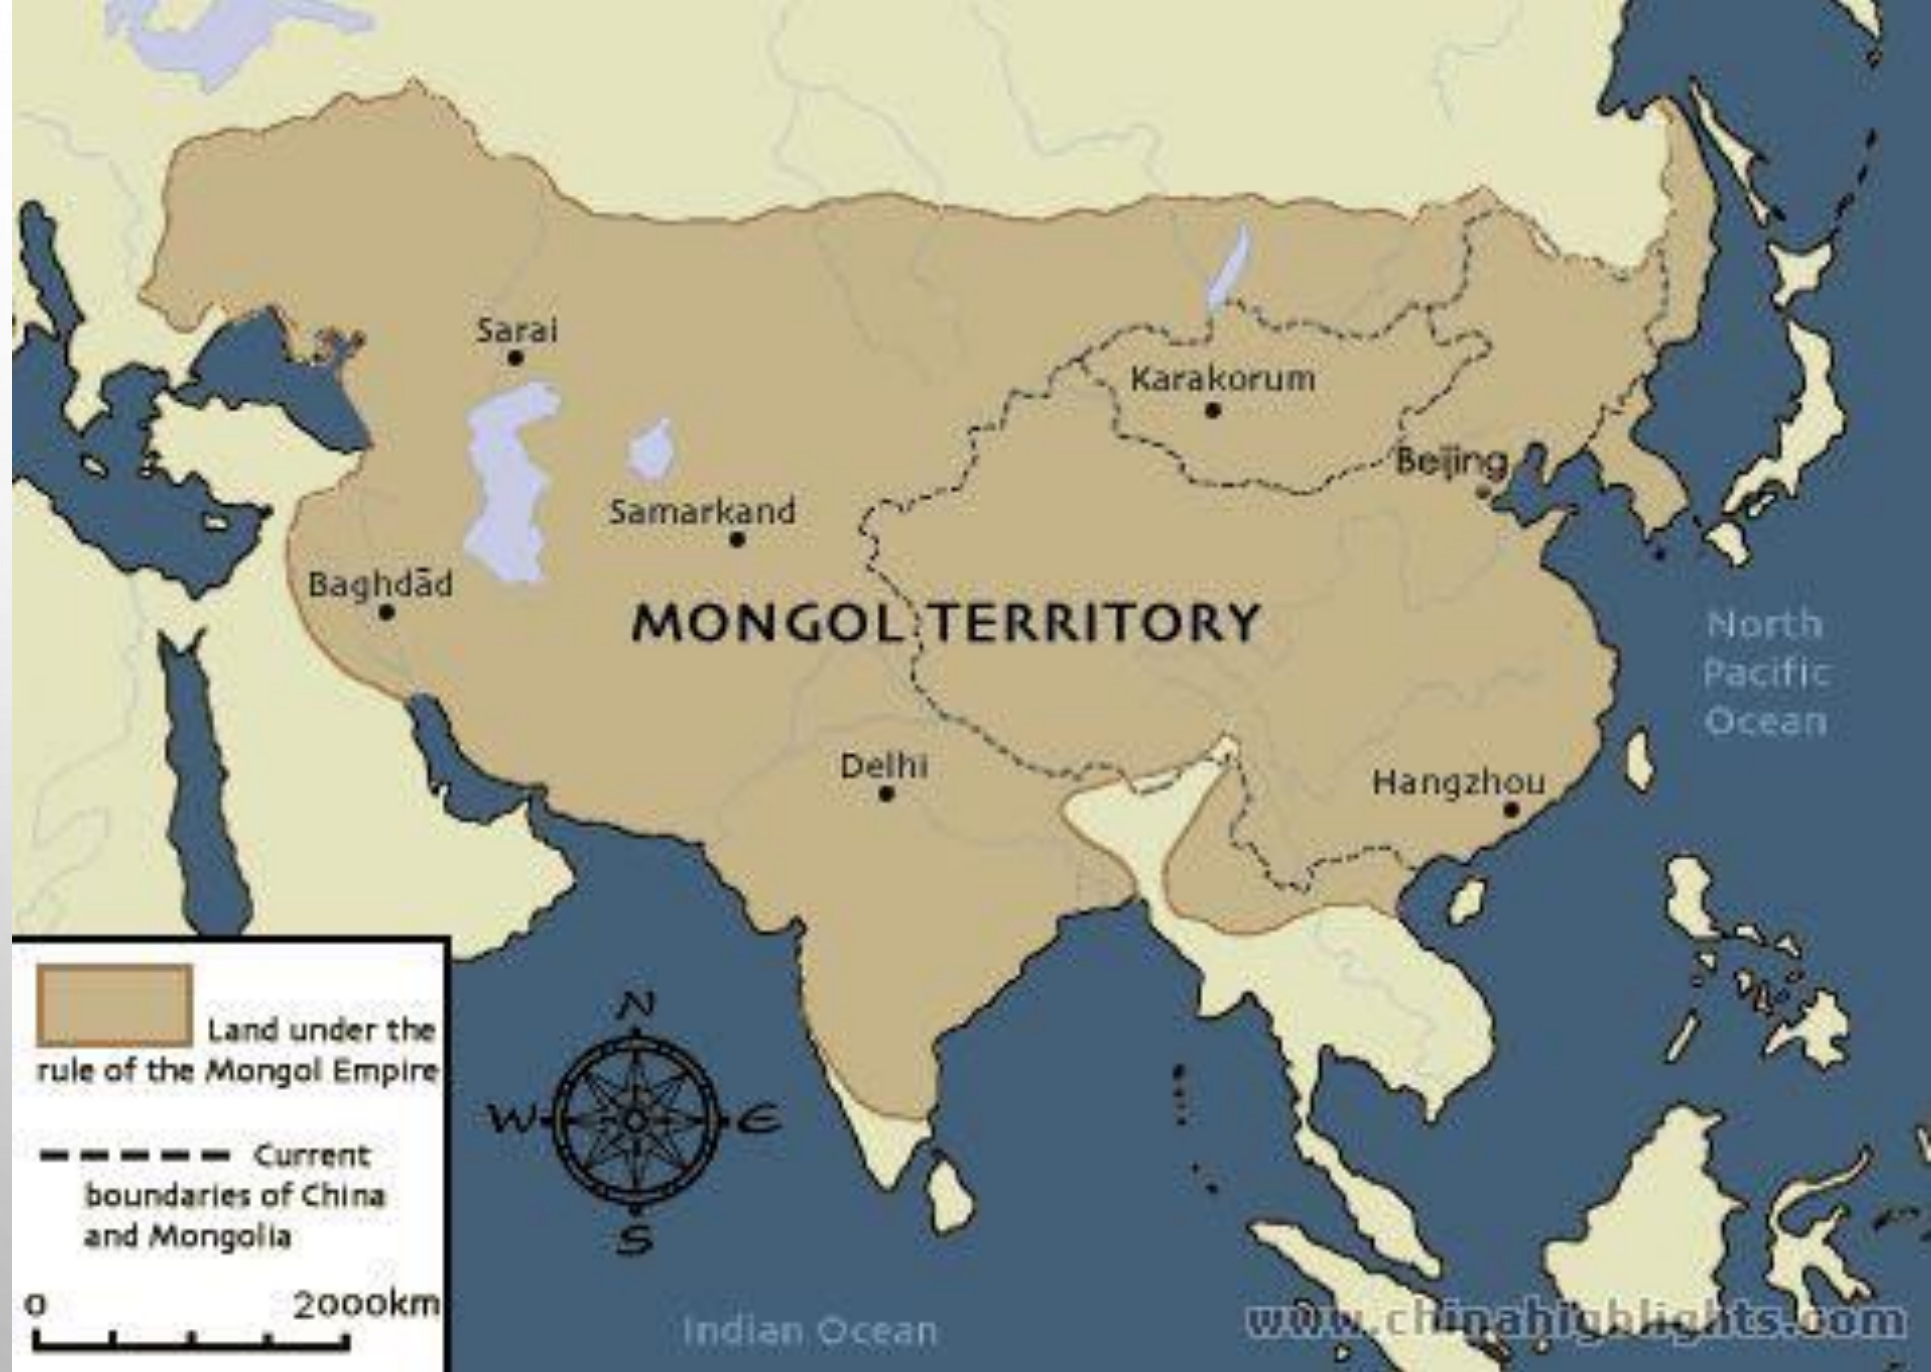 Sarai
Karakorum
Beijing
Samarkand
Baghdād
MONGOL TERRITORY
North
Pacific
Ocean
Delhi
Hangzhou
Land under the
rule of the Mongol Empire
N
W
E
S
Current
boundaries of China
and Mongolia
0 2000km
Indian Ocean
www.chinahighlights.com